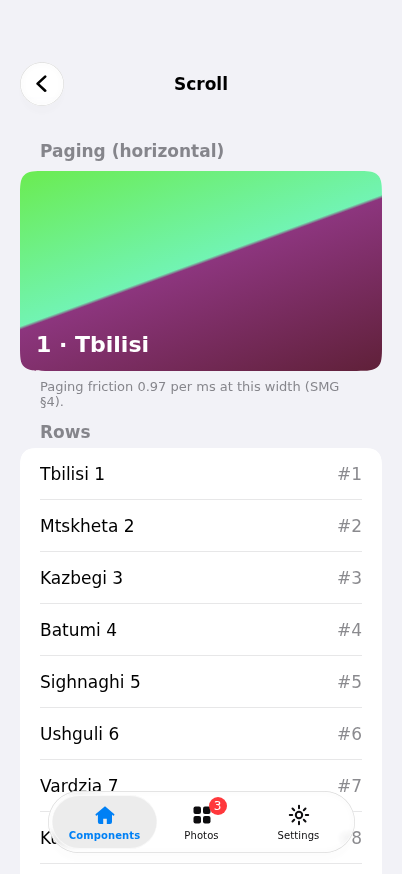 Scroll
Paging (horizontal)
1 · Tbilisi
Paging friction 0.97 per ms at this width (SMG
§4).
Rows
Tbilisi 1 #1
Mtskheta 2 #2
Kazbegi 3 #3
Batumi 4 #4
Sighnaghi 5 #5
Ushguli 6 #6
Vardzia 7 #7
8
3
Components Photos Settings